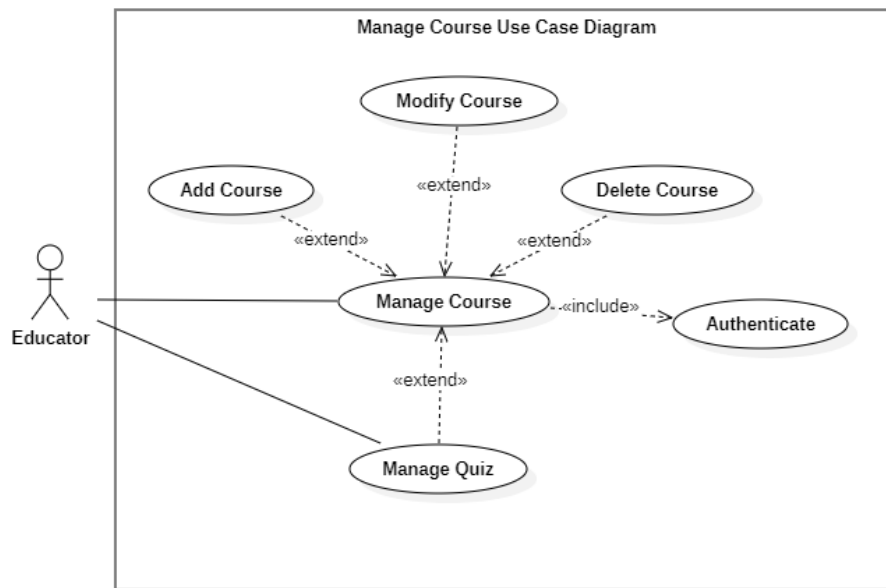 Manage Course Use Case Diagram
Modify Course
«extend»
Add Course
Delete Course
«extend»
«extend»
Educator
Manage Course
«include»
Authenticate
«extend»
Manage Quiz